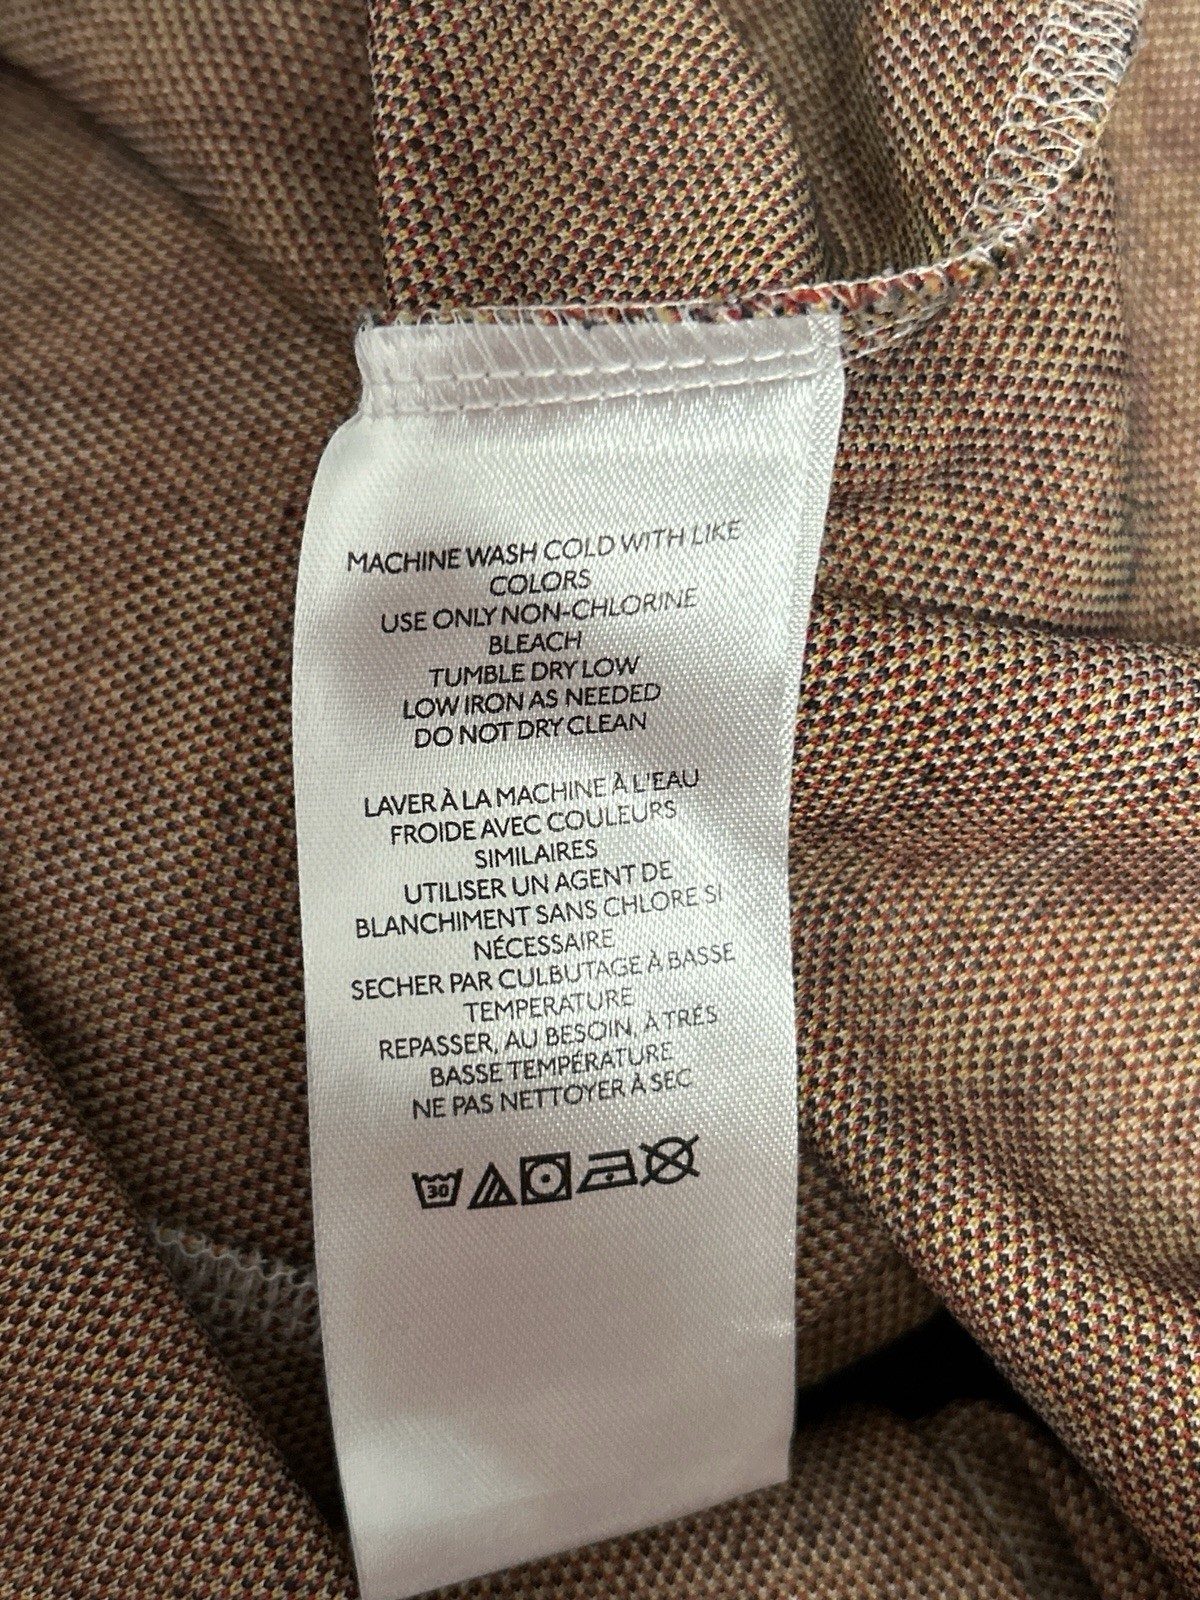 MACHINE WASH COLD WITH LIKE
COLORS
USE ONLY NON-CHLORINE
BLEACH
TUMBLE DRY LOW
LOW IRON AS NEEDED
DO NOT DRY CLEAN
LAVER À LA MACHINE À L'EAU
FROIDE AVEC COULEURS
SIMILAIRES
UTILISER UN AGENT DE
BLANCHIMENT SANS CHLORE SI
NÉCESSAIRE
SECHER PAR CULBUTAGE À BASSE
TEMPERATURE
REPASSER, AU BESOIN, À TRÉS
BASSE TEMPÉRATURE
NE PAS NETTOYER À SEC
30